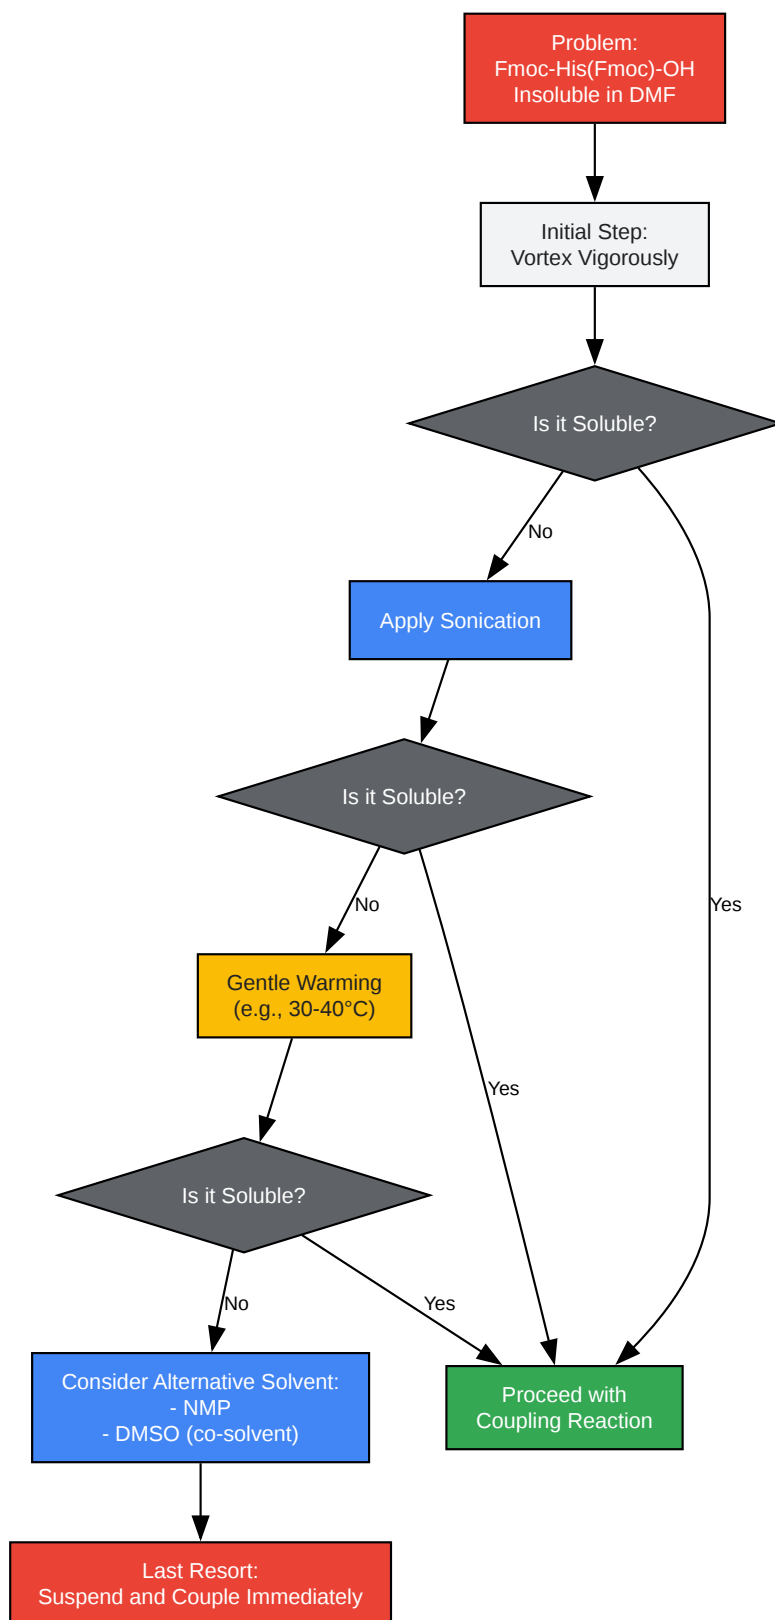 Problem:
Fmoc-His(Fmoc)-OH
Insoluble in DMF
Initial Step:
Vortex Vigorously
Is it Soluble?
No
Apply Sonication
Is it Soluble?
No
Yes
Gentle Warming
(e.g., 30-40°C)
Yes
Is it Soluble?
No
Yes
Consider Alternative Solvent:
- NMP
- DMSO (co-solvent)
Proceed with
Coupling Reaction
Last Resort:
Suspend and Couple Immediately